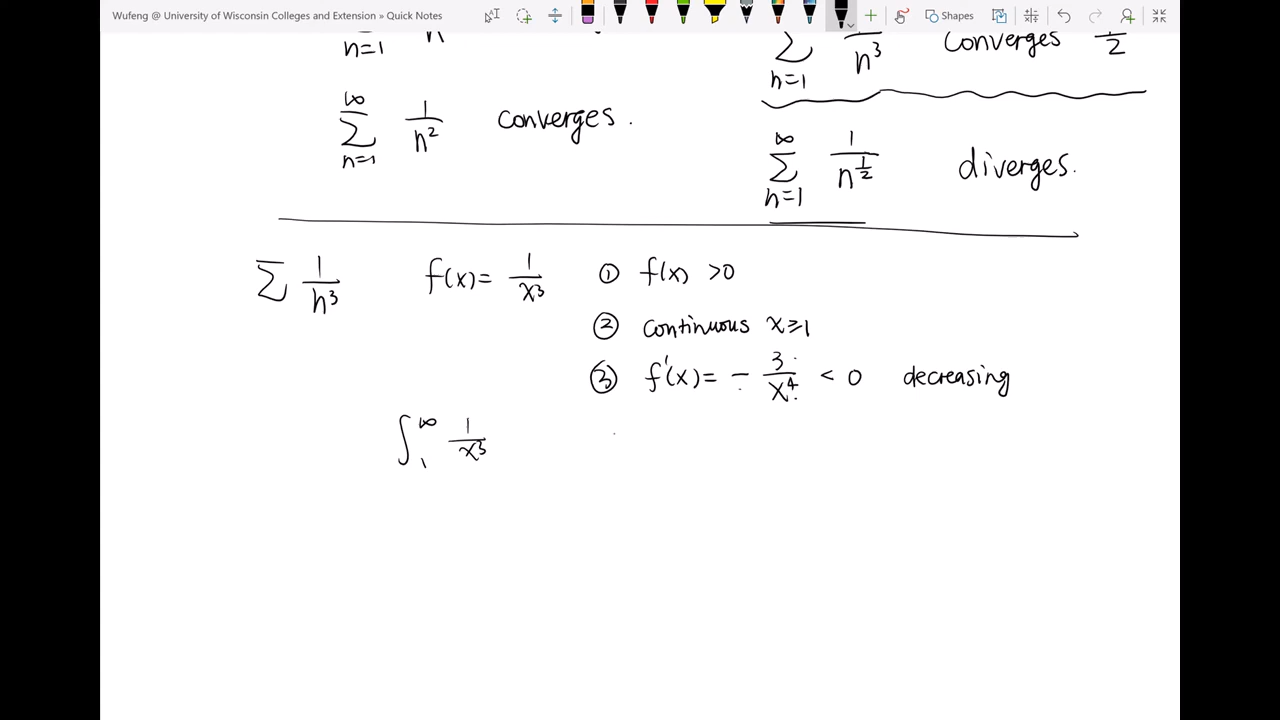 Wufeng @ University of Wisconsin Colleges and Extension » Quick Notes
Shapes
n=1 n
∞ Σ n=1 1/n² converges.
Σ n=1 1/n³ Converges 1/2
∞ Σ n=1 1/n^(1/2) diverges.
Σ 1/n³ f(x)= 1/x³ ① f(x) >0
② continuous x≥1
③ f'(x)= - 3/x⁴ < 0 decreasing
∫₁^∞ 1/x³